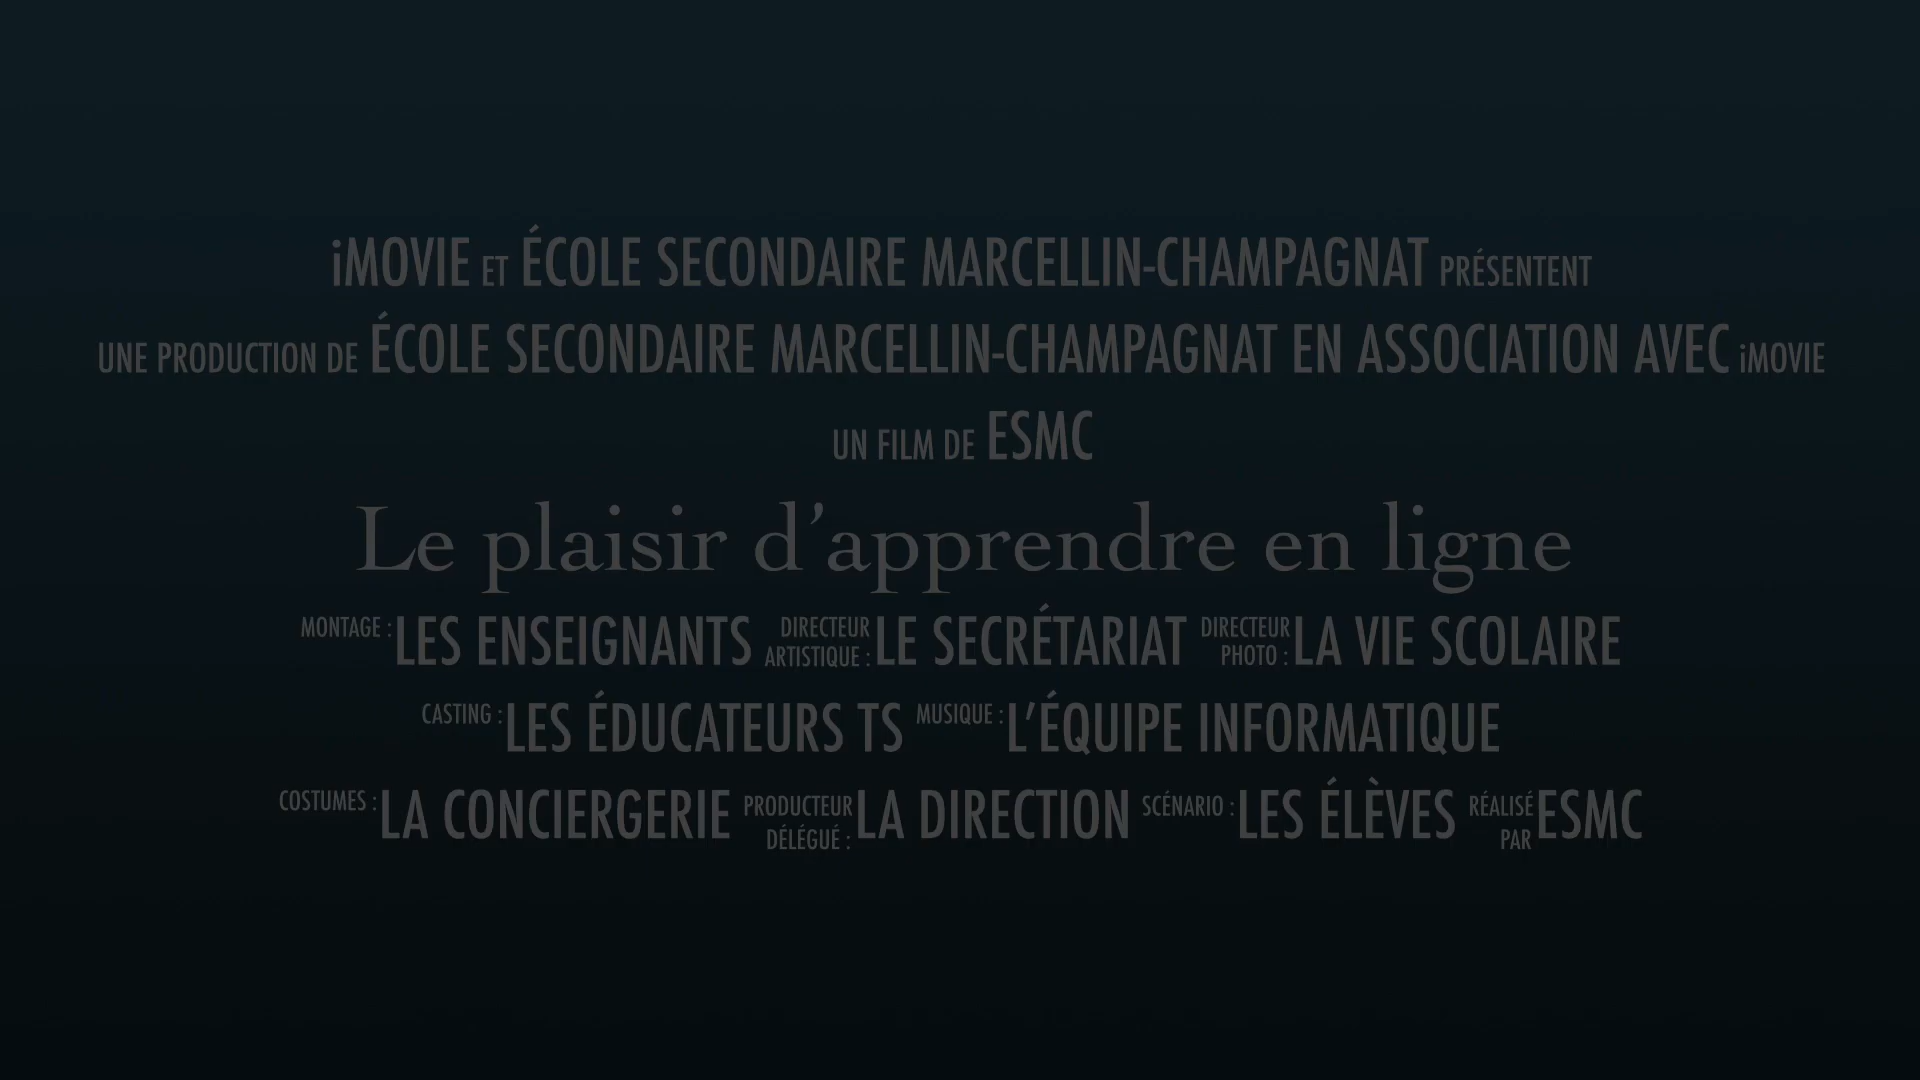 iMOVIE ET ÉCOLE SECONDAIRE MARCELLIN-CHAMPAGNAT PRÉSENTENT
UNE PRODUCTION DE ÉCOLE SECONDAIRE MARCELLIN-CHAMPAGNAT EN ASSOCIATION AVEC iMOVIE
UN FILM DE ESMC
Le plaisir d’apprendre en ligne
MONTAGE : LES ENSEIGNANTS DIRECTEUR ARTISTIQUE : LE SECRÉTARIAT DIRECTEUR PHOTO : LA VIE SCOLAIRE
CASTING : LES ÉDUCATEURS TS MUSIQUE : L’ÉQUIPE INFORMATIQUE
COSTUMES : LA CONCIERGERIE PRODUCTEUR DÉLÉGUÉ : LA DIRECTION SCÉNARIO : LES ÉLÈVES RÉALISÉ PAR ESMC